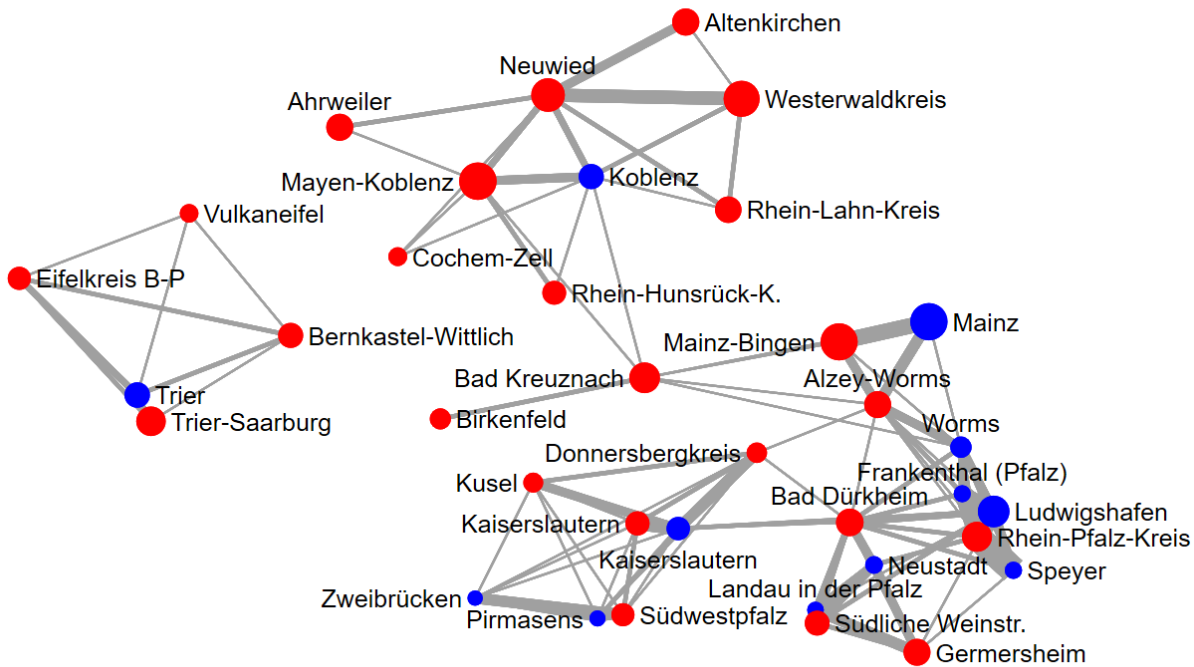 Altenkirchen
Neuwied
Ahrweiler
Westerwaldkreis
Mayen-Koblenz
Koblenz
Vulkaneifel
Rhein-Lahn-Kreis
Cochem-Zell
Eifelkreis B-P
Rhein-Hunsrück-K.
Mainz
Bernkastel-Wittlich
Mainz-Bingen
Bad Kreuznach
Alzey-Worms
Trier
Birkenfeld
Trier-Saarburg
Worms
Donnersbergkreis
Frankenthal (Pfalz)
Kusel
Bad Dürkheim
Ludwigshafen
Kaiserslautern
Rhein-Pfalz-Kreis
Kaiserslautern
Neustadt
Speyer
Landau in der Pfalz
Zweibrücken
Pirmasens
Südwestpfalz
Südliche Weinstr.
Germersheim